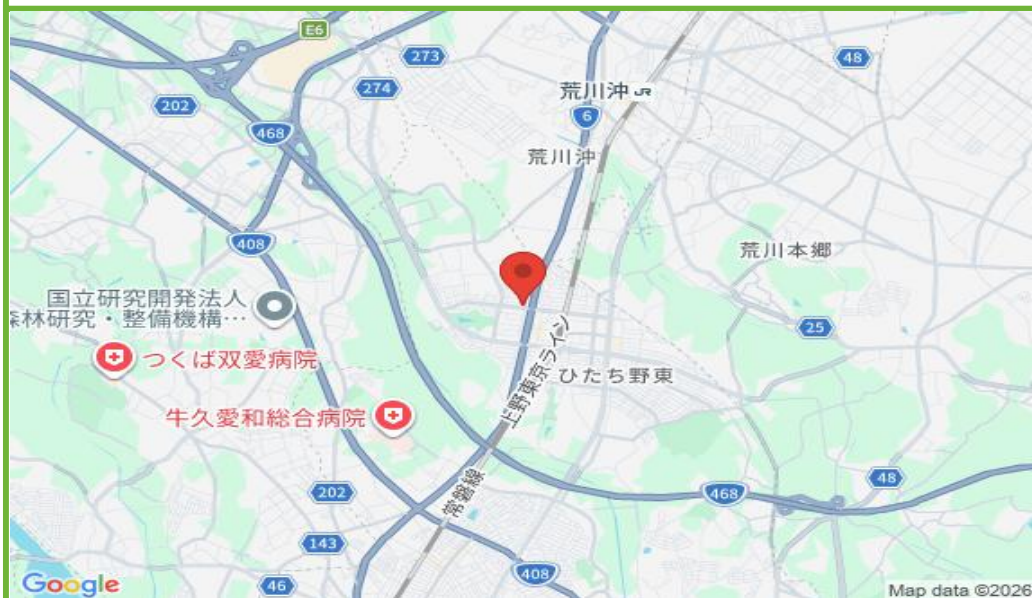 E6
273
48
274
荒川沖 JR
202
6
468
荒川沖
408
荒川本郷
国立研究開発法人
森林研究・整備機構…
25
つくば双愛病院
上野東京ライン
ひたち野東
牛久愛和総合病院
常磐線
202
468
48
143
46
408
Google
Map data ©2026